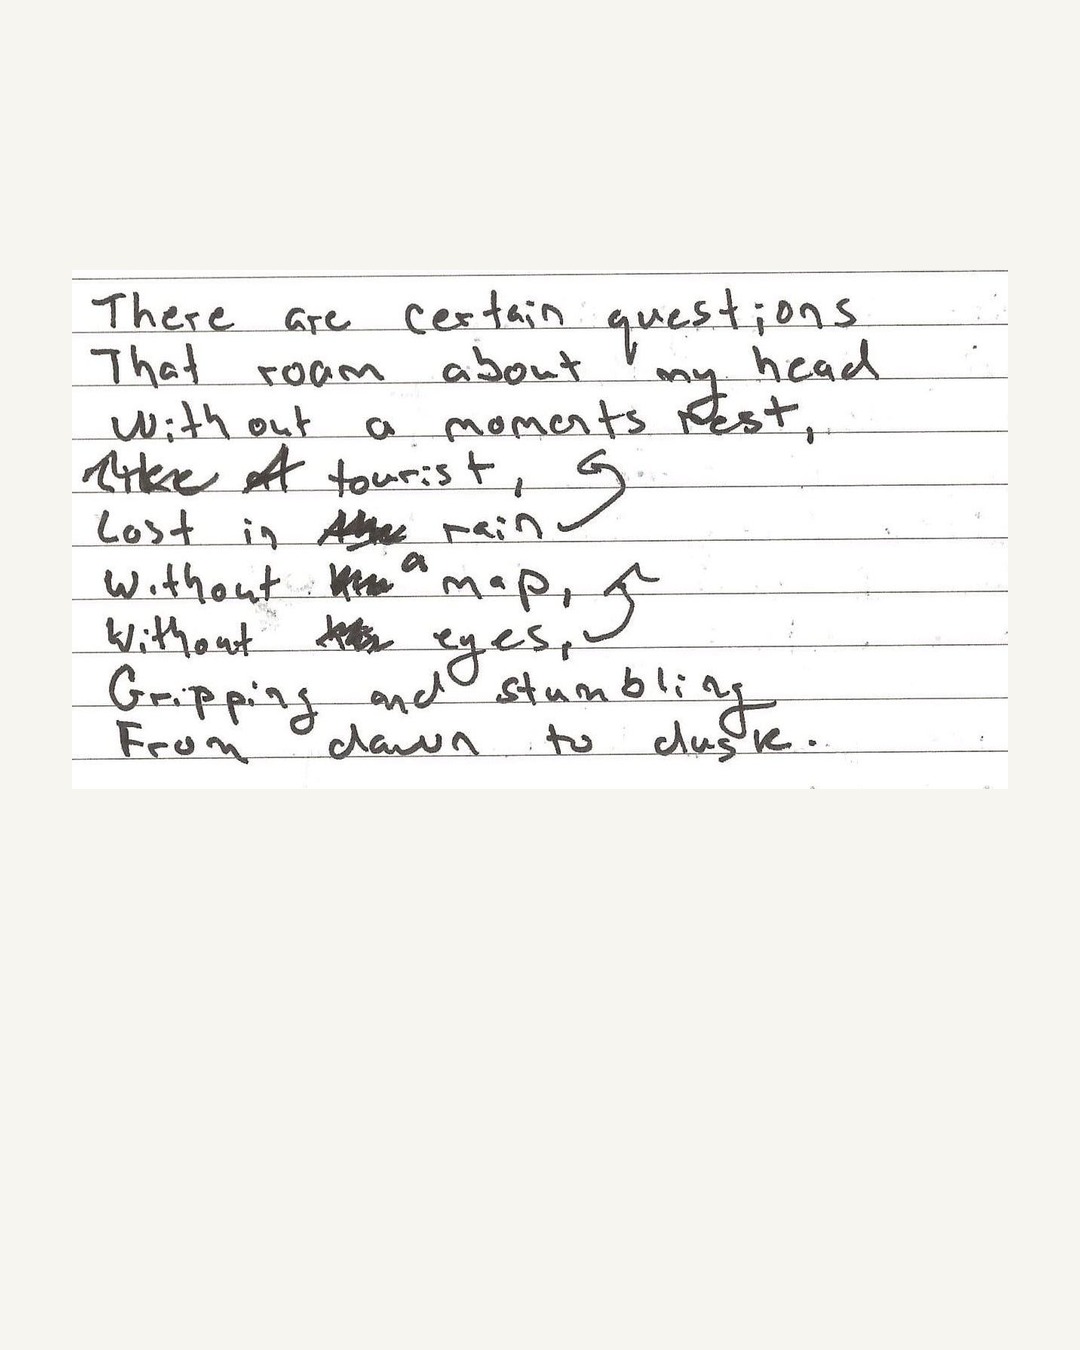 There are certain questions
That roam about my head
Without a moments rest,
Like A tourist,
Lost in rain
Without a map,
Without eyes,
Gripping and stumbling
From dawn to dusk.